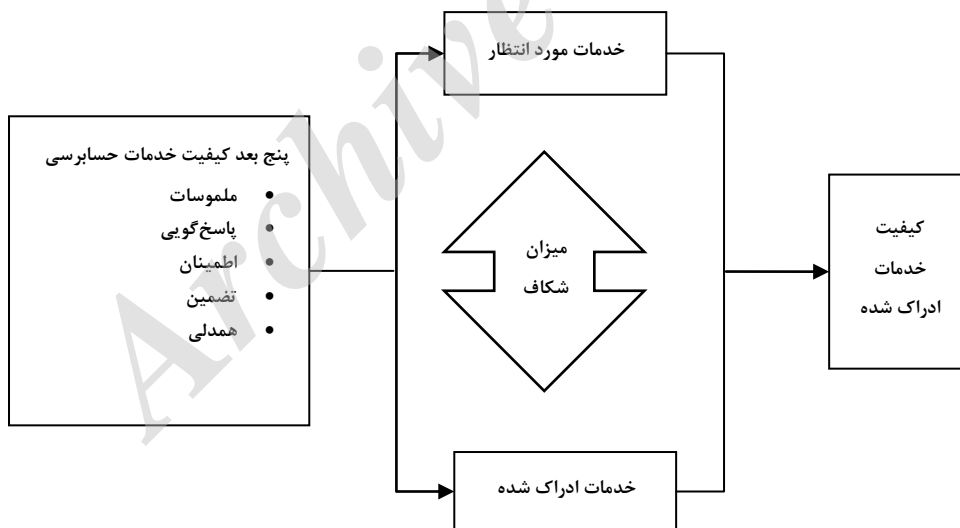 خدمات مورد انتظار
پنج بعد کیفیت خدمات حسابرسی
• ملموسات
• پاسخ‌گویی
• اطمینان
• تضمین
• همدلی
میزان
شکاف
کیفیت
خدمات
ادراک شده
خدمات ادراک شده
Archive